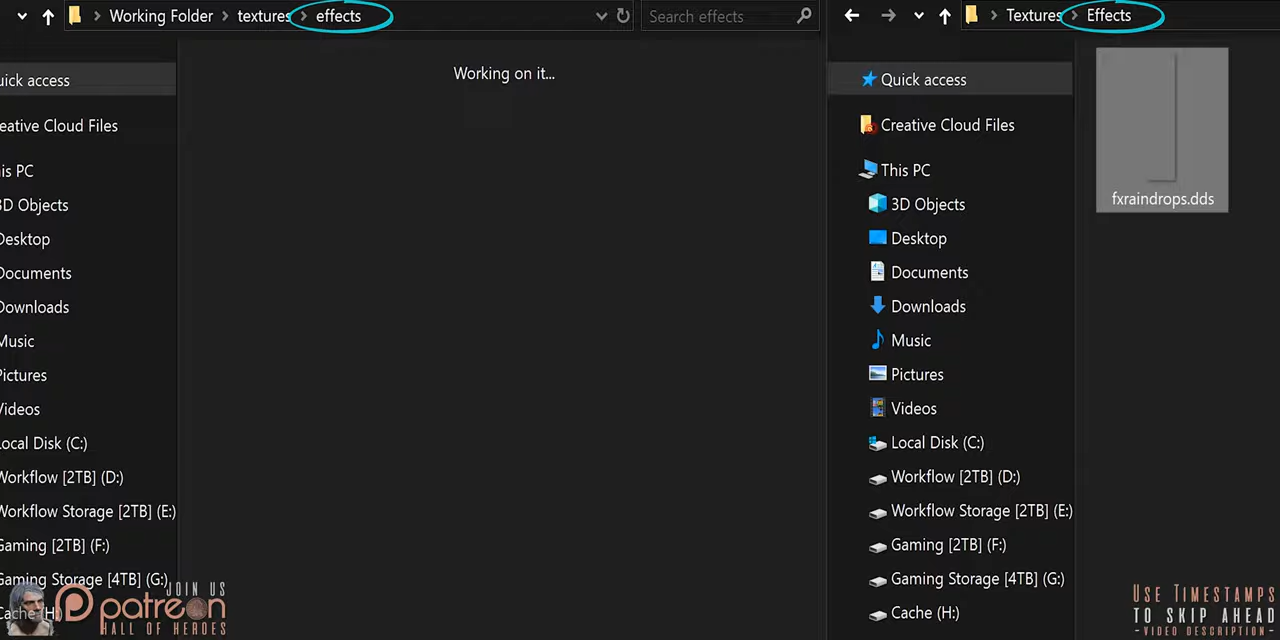 Working Folder > textures > effects
Search effects
Working on it...
uick access
eative Cloud Files
is PC
3D Objects
Desktop
Documents
Downloads
Music
Pictures
Videos
ocal Disk (C:)
Workflow [2TB] (D:)
Workflow Storage [2TB] (E:)
Gaming [2TB] (F:)
Gaming Storage [4TB] (G:)
Cache (H:)
JOIN US
patreon
HALL OF HEROES
Textures > Effects
Quick access
Creative Cloud Files
This PC
3D Objects
Desktop
Documents
Downloads
Music
Pictures
Videos
Local Disk (C:)
Workflow [2TB] (D:)
Workflow Storage [2TB] (E:)
Gaming [2TB] (F:)
Gaming Storage [4TB] (G:)
Cache (H:)
fxraindrops.dds
USE TIMESTAMPS
TO SKIP AHEAD
-VIDEO DESCRIPTION-